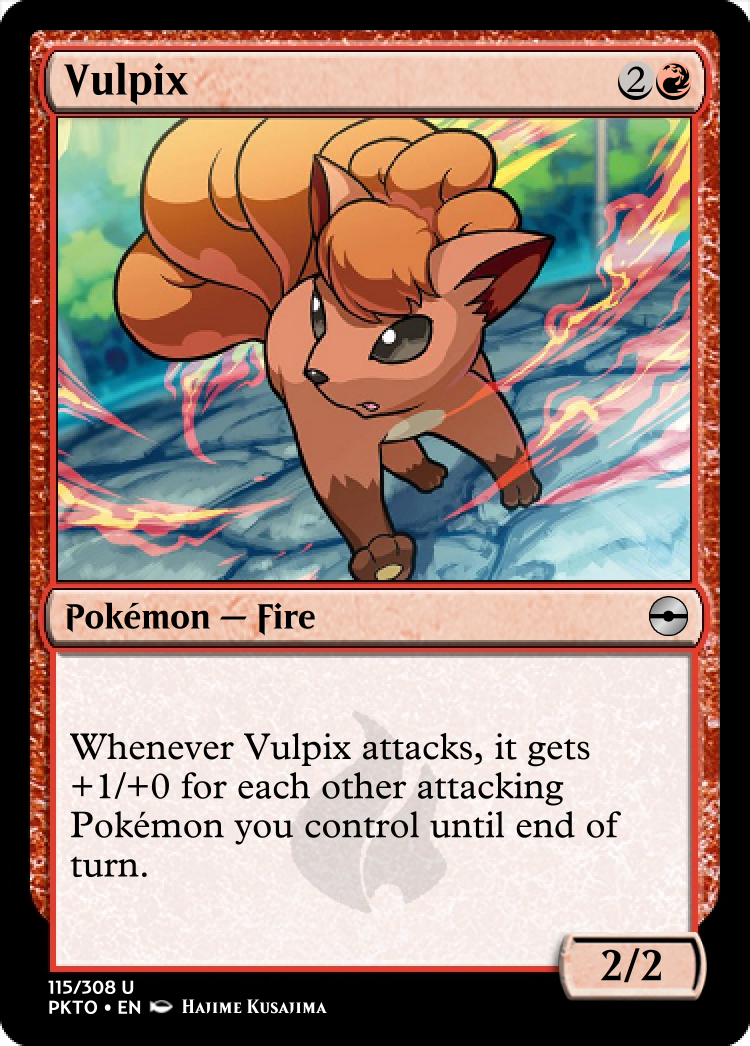 Vulpix 2
Pokémon — Fire
Whenever Vulpix attacks, it gets
+1/+0 for each other attacking
Pokémon you control until end of
turn.
2/2
115/308 U
PKTO • EN Hajime Kusajima